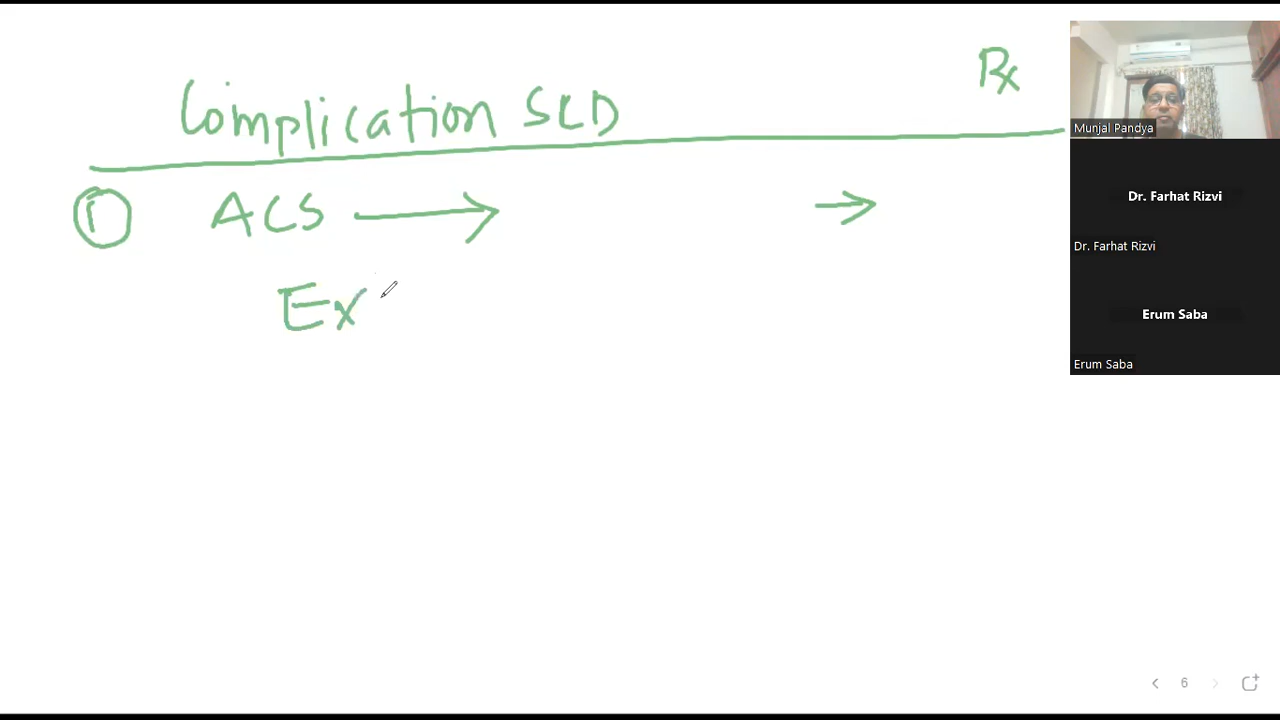 Rx
Complication SCD
1 ACS → →
Ex
Munjal Pandya
Dr. Farhat Rizvi
Dr. Farhat Rizvi
Erum Saba
Erum Saba
6